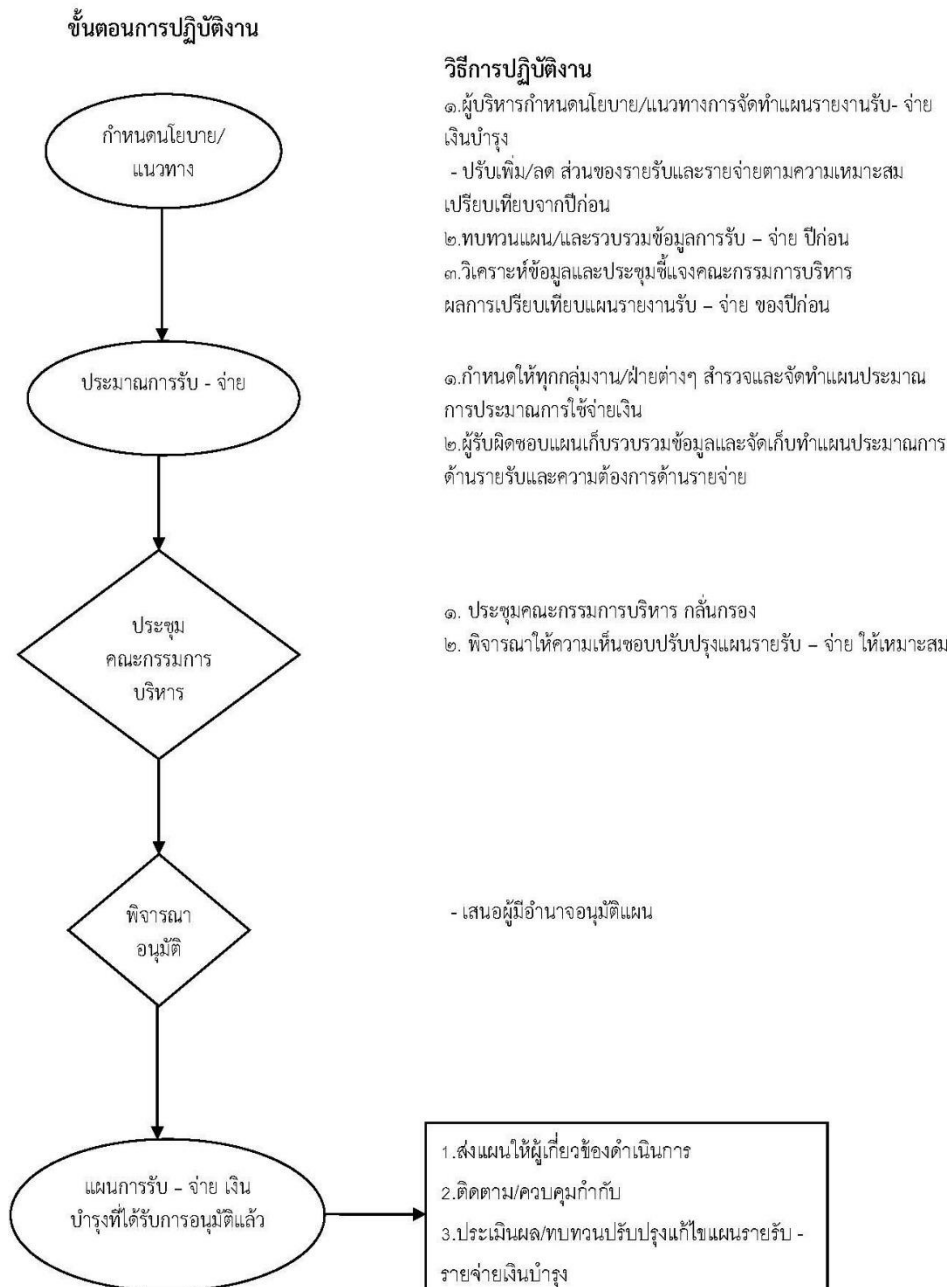 ขั้นตอนการปฏิบัติงาน
วิธีการปฏิบัติงาน
กำหนดนโยบาย/
แนวทาง
๑.ผู้บริหารกำหนดนโยบาย/แนวทางการจัดทำแผนรายงานรับ- จ่าย
เงินบำรุง
- ปรับเพิ่ม/ลด ส่วนของรายรับและรายจ่ายตามความเหมาะสม
เปรียบเทียบจากปีก่อน
๒.ทบทวนแผน/และรวบรวมข้อมูลการรับ – จ่าย ปีก่อน
๓.วิเคราะห์ข้อมูลและประชุมชี้แจงคณะกรรมการบริหาร
ผลการเปรียบเทียบแผนรายงานรับ – จ่าย ของปีก่อน
ประมาณการรับ - จ่าย
๑.กำหนดให้ทุกกลุ่มงาน/ฝ่ายต่างๆ สำรวจและจัดทำแผนประมาณ
การประมาณการใช้จ่ายเงิน
๒.ผู้รับผิดชอบแผนเก็บรวบรวมข้อมูลและจัดเก็บทำแผนประมาณการ
ด้านรายรับและความต้องการด้านรายจ่าย
ประชุม
คณะกรรมการ
บริหาร
๑. ประชุมคณะกรรมการบริหาร กลั่นกรอง
๒. พิจารณาให้ความเห็นชอบปรับปรุงแผนรายรับ – จ่าย ให้เหมาะสม
พิจารณา
อนุมัติ
- เสนอผู้มีอำนาจอนุมัติแผน
แผนการรับ – จ่าย เงิน
บำรุงที่ได้รับการอนุมัติแล้ว
1.ส่งแผนให้ผู้เกี่ยวข้องดำเนินการ
2.ติดตาม/ควบคุมกำกับ
3.ประเมินผล/ทบทวนปรับปรุงแก้ไขแผนรายรับ -
รายจ่ายเงินบำรุง